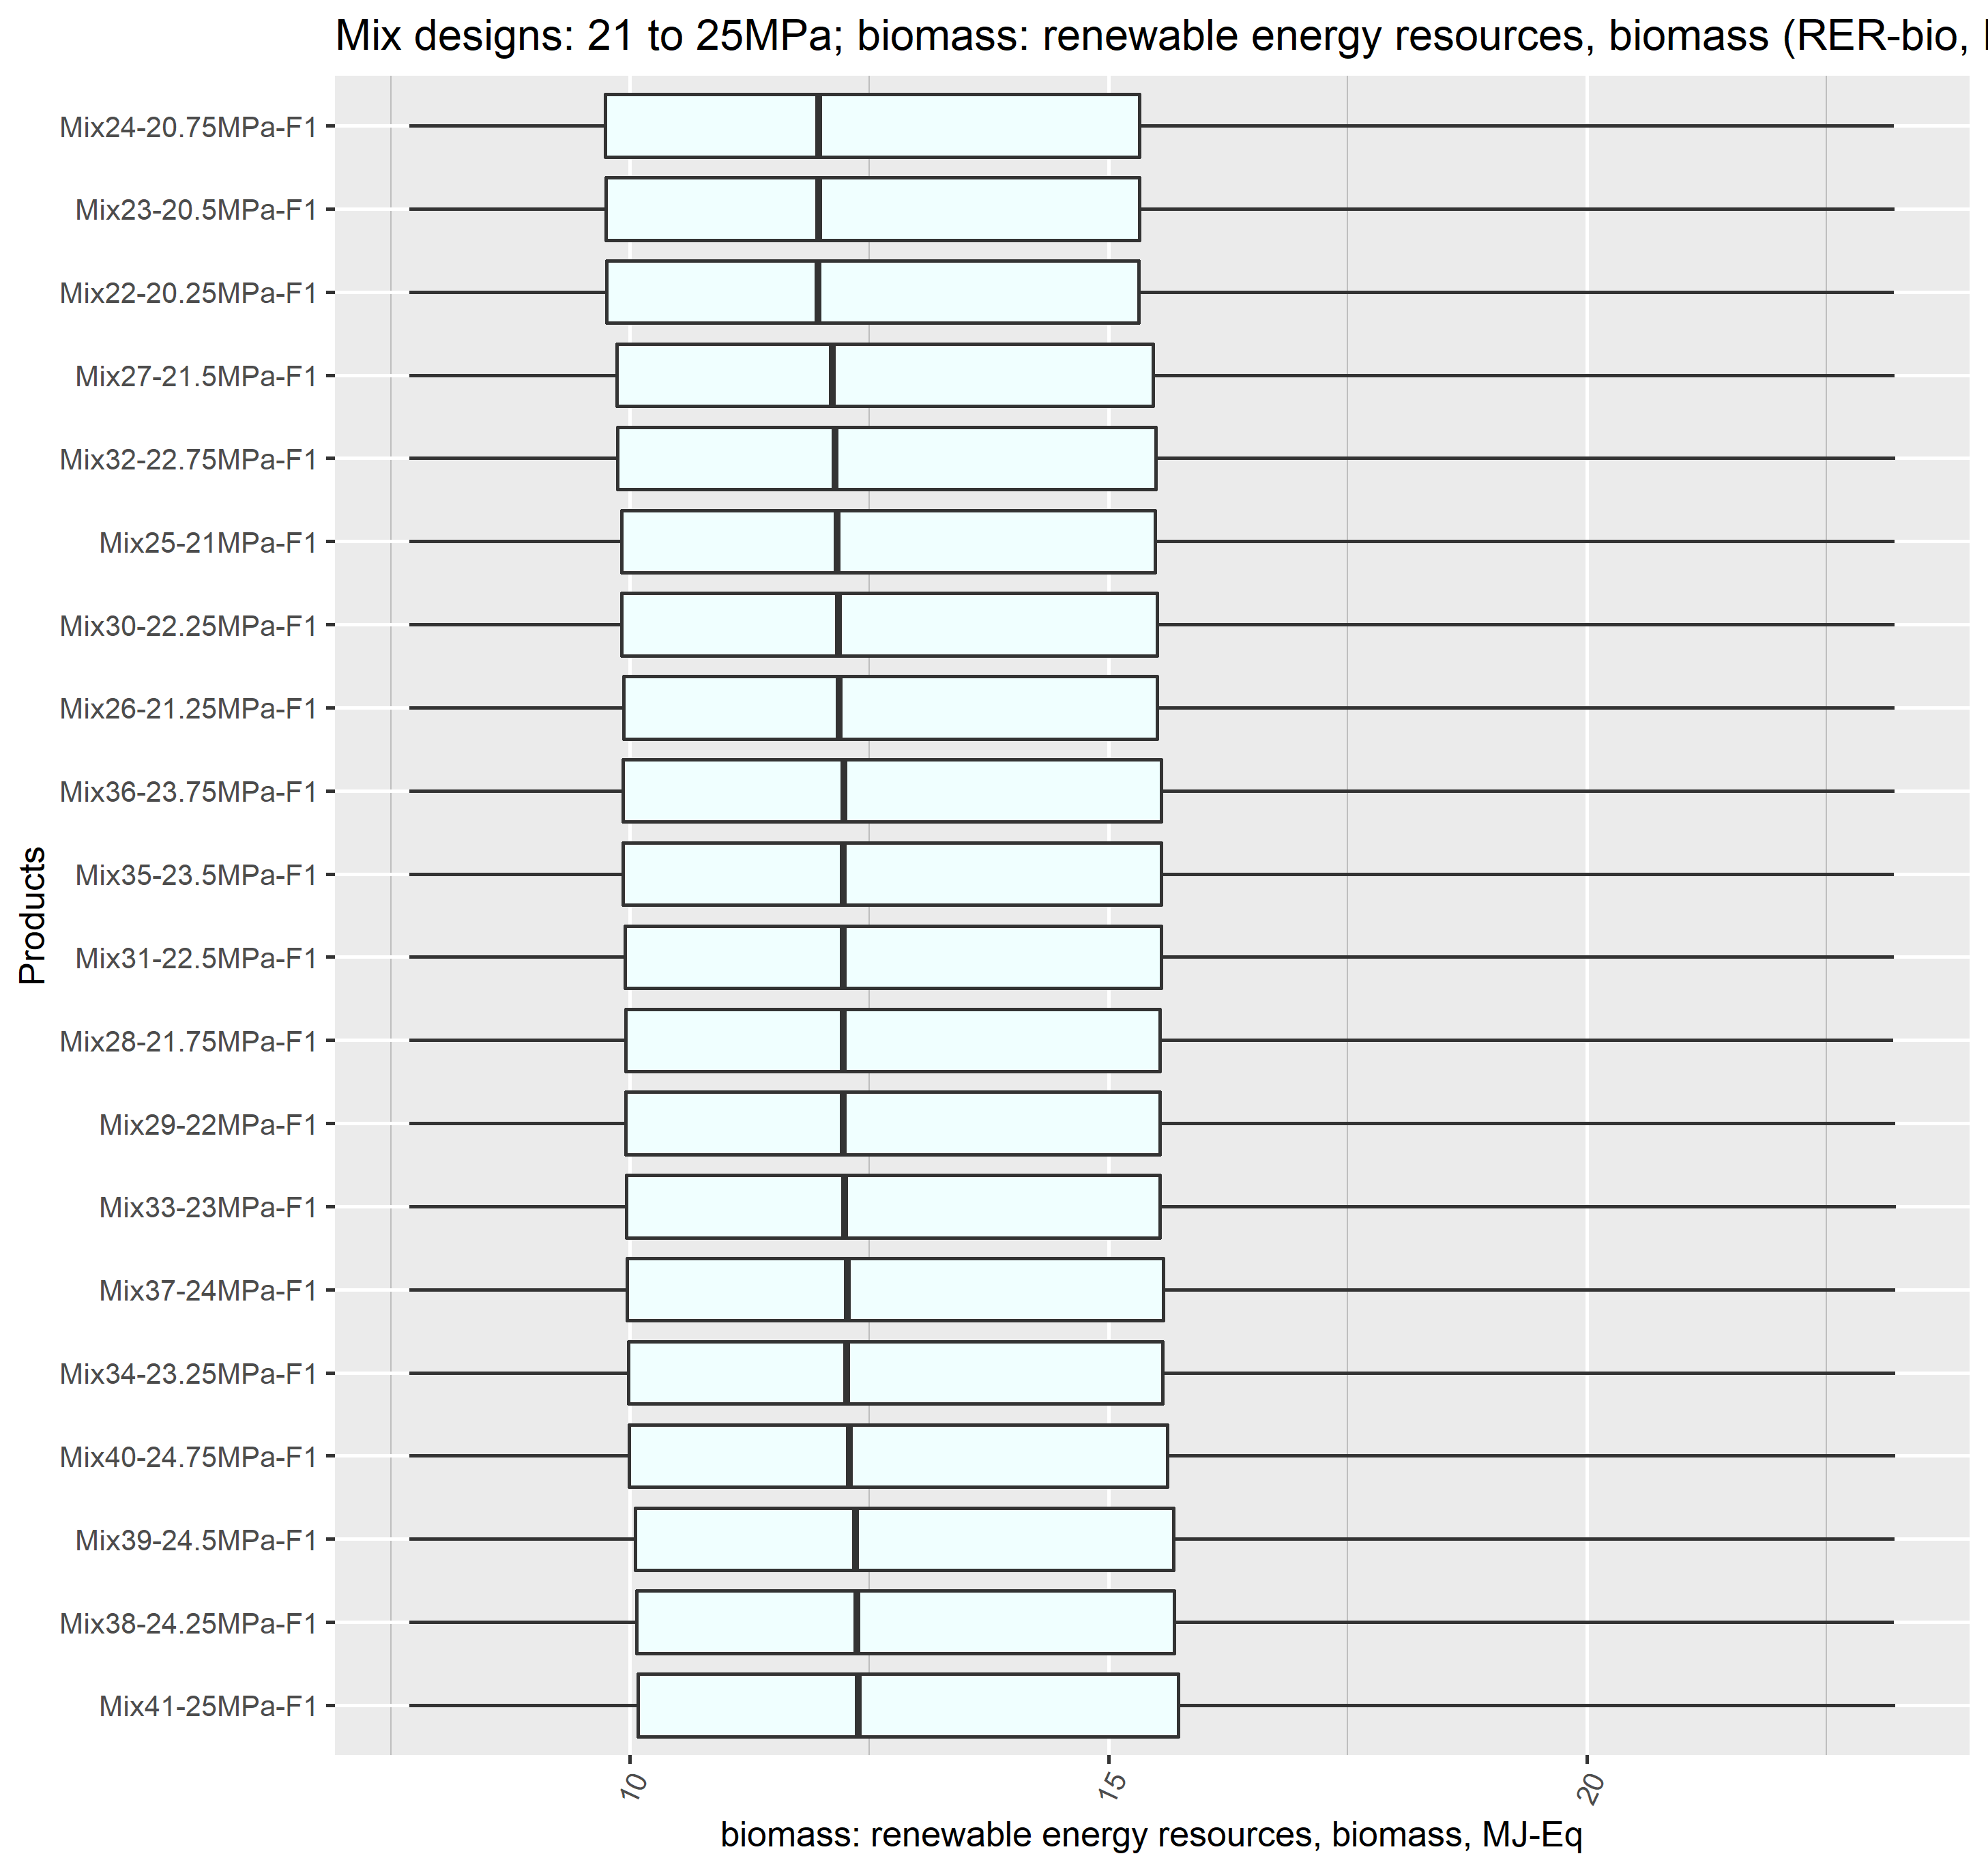 Mix designs: 21 to 25MPa; biomass: renewable energy resources, biomass (RER-bio,
Mix24-20.75MPa-F1
Mix23-20.5MPa-F1
Mix22-20.25MPa-F1
Mix27-21.5MPa-F1
Mix32-22.75MPa-F1
Mix25-21MPa-F1
Mix30-22.25MPa-F1
Mix26-21.25MPa-F1
Mix36-23.75MPa-F1
Mix35-23.5MPa-F1
Mix31-22.5MPa-F1
Mix28-21.75MPa-F1
Mix29-22MPa-F1
Mix33-23MPa-F1
Mix37-24MPa-F1
Mix34-23.25MPa-F1
Mix40-24.75MPa-F1
Mix39-24.5MPa-F1
Mix38-24.25MPa-F1
Mix41-25MPa-F1
Products
10 15 20
biomass: renewable energy resources, biomass, MJ-Eq